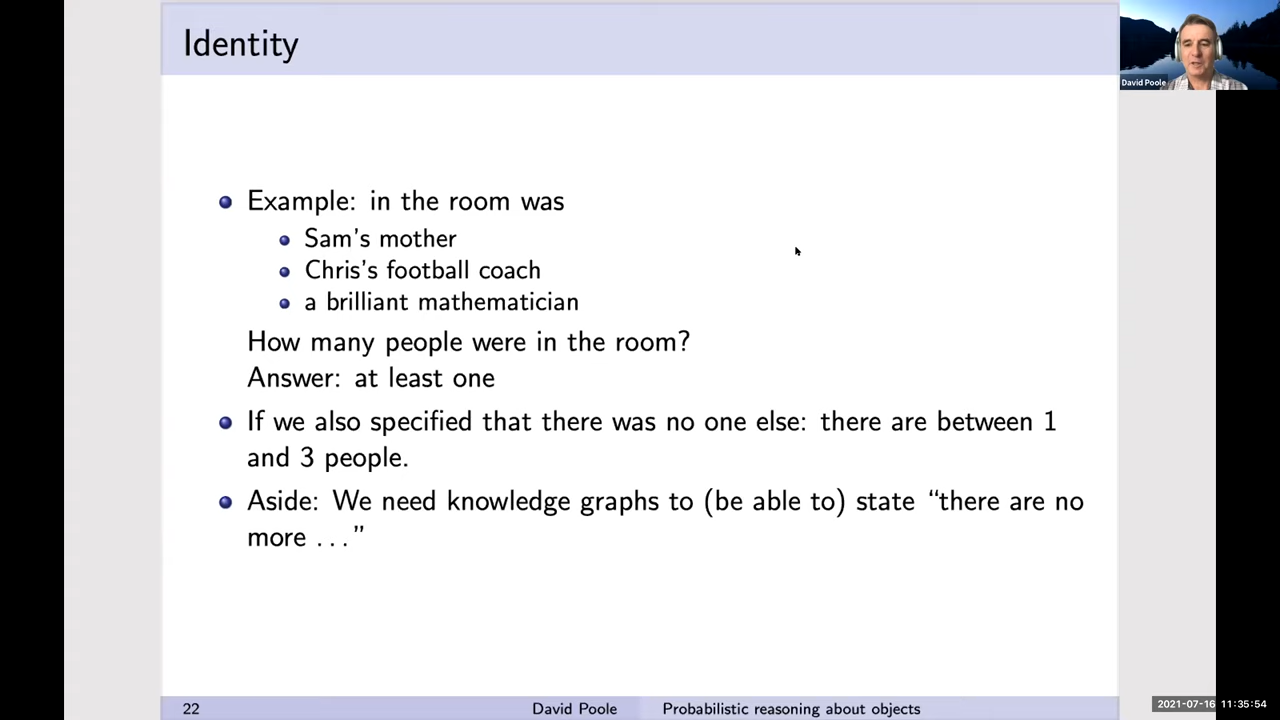 Identity
David Poole
Example: in the room was
Sam's mother
Chris's football coach
a brilliant mathematician
How many people were in the room?
Answer: at least one
If we also specified that there was no one else: there are between 1
and 3 people.
Aside: We need knowledge graphs to (be able to) state “there are no
more . . .”
22 David Poole Probabilistic reasoning about objects
2021-07-16 11:35:54